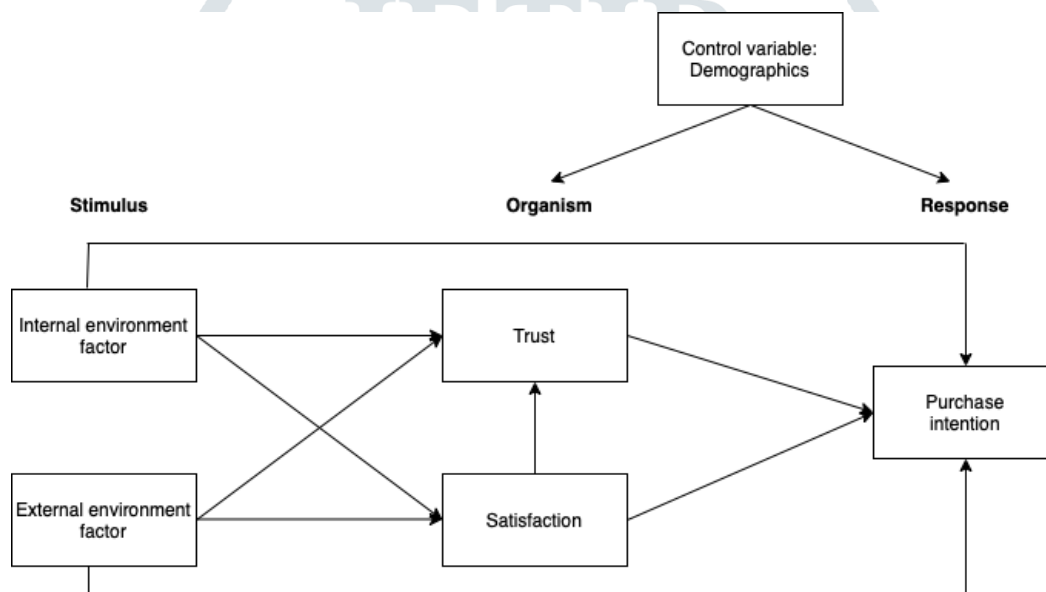 Control variable:
Demographics
Stimulus
Organism
Response
Internal environment
factor
Trust
Purchase
intention
External environment
factor
Satisfaction